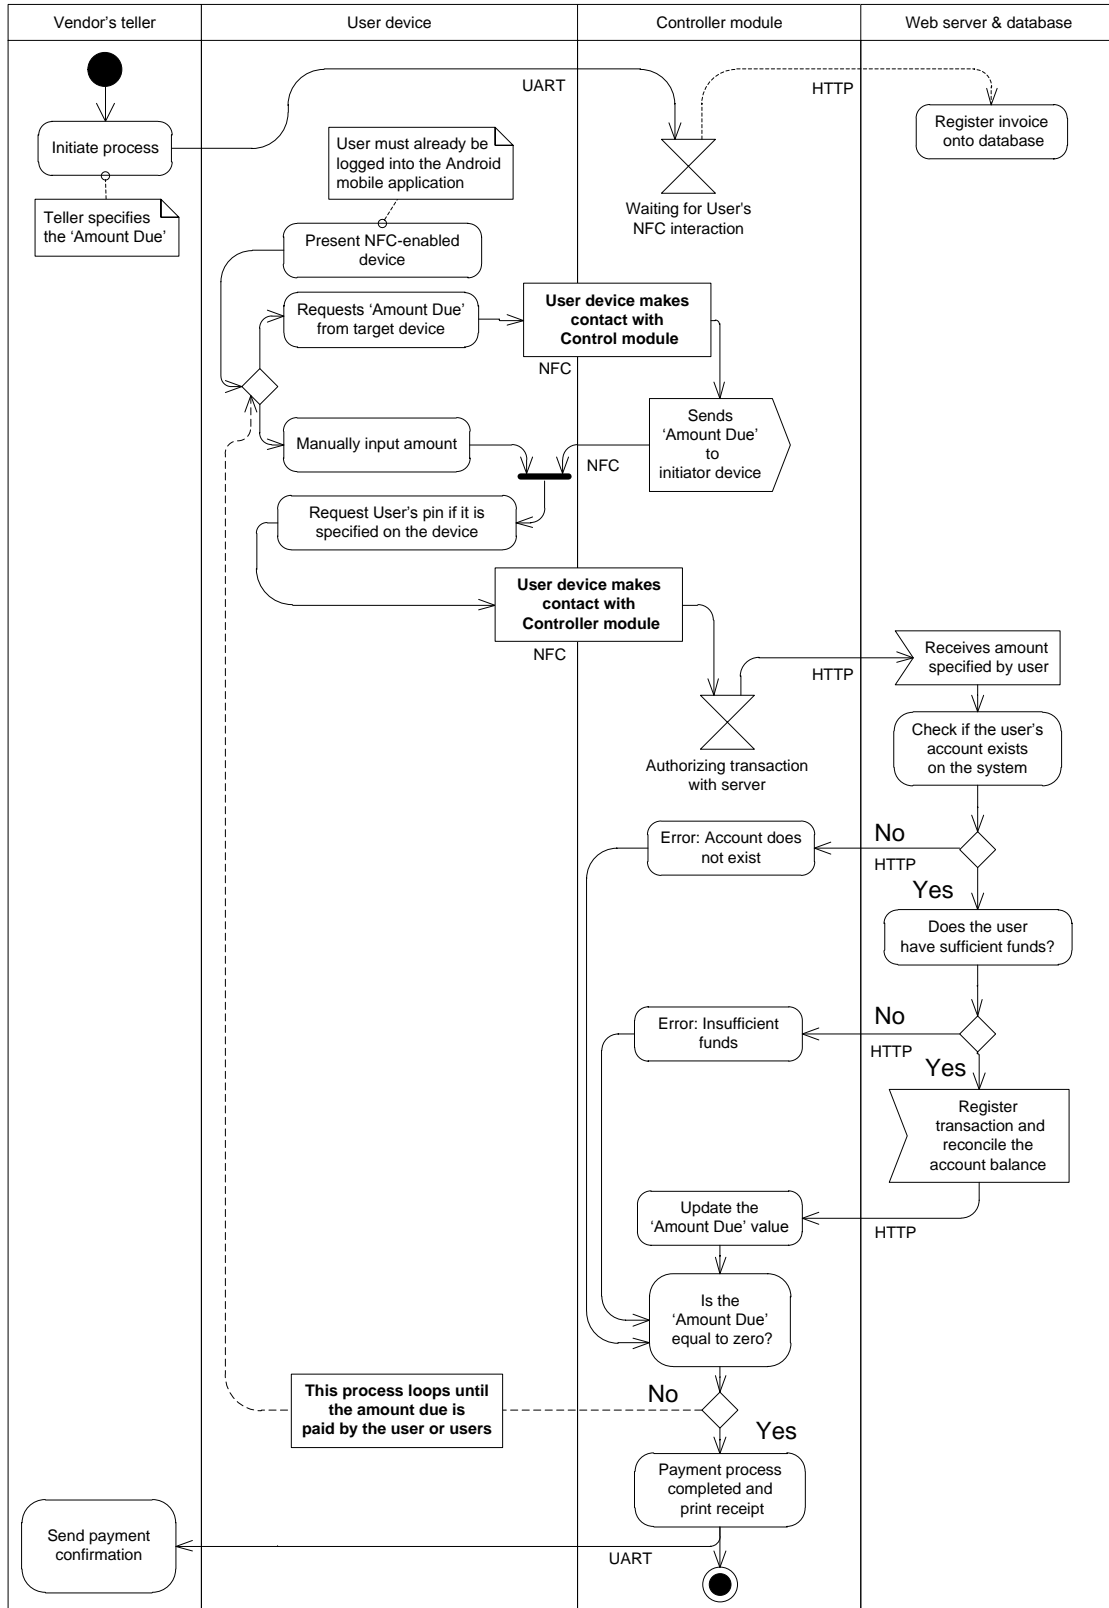 Vendor's teller
User device
Controller module
Web server & database
UART
HTTP
Initiate process
User must already be
logged into the Android
mobile application
Register invoice
onto database
Teller specifies
the ‘Amount Due’
Waiting for User's
NFC interaction
Present NFC-enabled
device
Requests ‘Amount Due’
from target device
User device makes
contact with
Control module
NFC
Manually input amount
Sends
‘Amount Due’
to
initiator device
NFC
Request User's pin if it is
specified on the device
User device makes
contact with
Controller module
NFC
HTTP
Receives amount
specified by user
Authorizing transaction
with server
Check if the user's
account exists
on the system
Error: Account does
not exist
No
HTTP
Yes
Does the user
have sufficient funds?
Error: Insufficient
funds
No
HTTP
Yes
Register
transaction and
reconcile the
account balance
Update the
‘Amount Due’ value
HTTP
Is the
‘Amount Due’
equal to zero?
This process loops until
the amount due is
paid by the user or users
No
Yes
Payment process
completed and
print receipt
Send payment
confirmation
UART